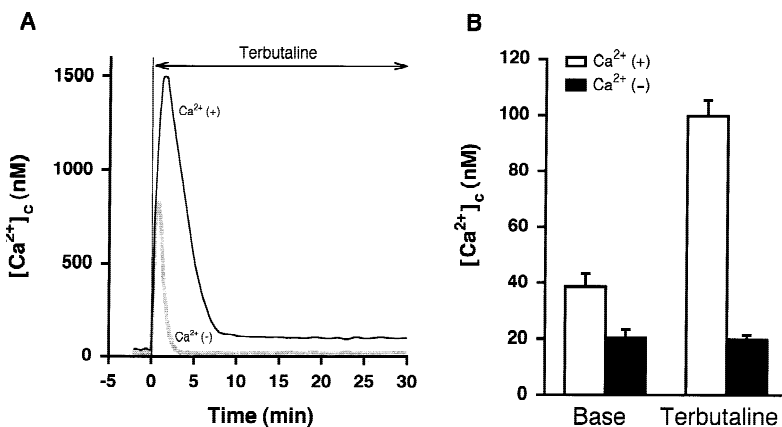 A
Terbutaline
1500
1000
500
0
[Ca²⁺]c (nM)
Ca²⁺ (+)
Ca²⁺ (-)
-5 0 5 10 15 20 25 30
Time (min)
B
120
100
80
60
40
20
0
[Ca²⁺]c (nM)
Ca²⁺ (+)
Ca²⁺ (–)
Base Terbutaline